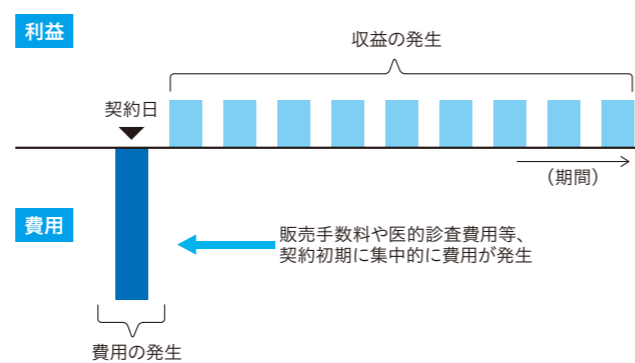 利益
収益の発生
契約日
（期間）
費用
販売手数料や医的診査費用等、
契約初期に集中的に費用が発生
費用の発生